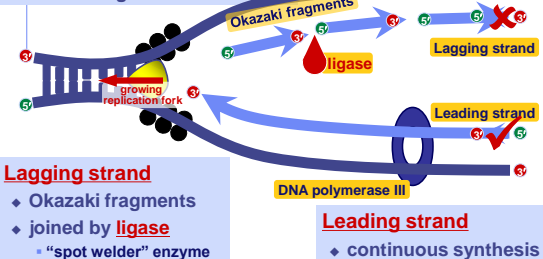 Okazaki fragments
5'
3'
5'
3'
5'
5'
3'
Lagging strand
ligase
3'
growing
replication fork
5'
3'
Leading strand
3'
5'
DNA polymerase III
3'
Lagging strand
Okazaki fragments
joined by ligase
"spot welder" enzyme
Leading strand
continuous synthesis